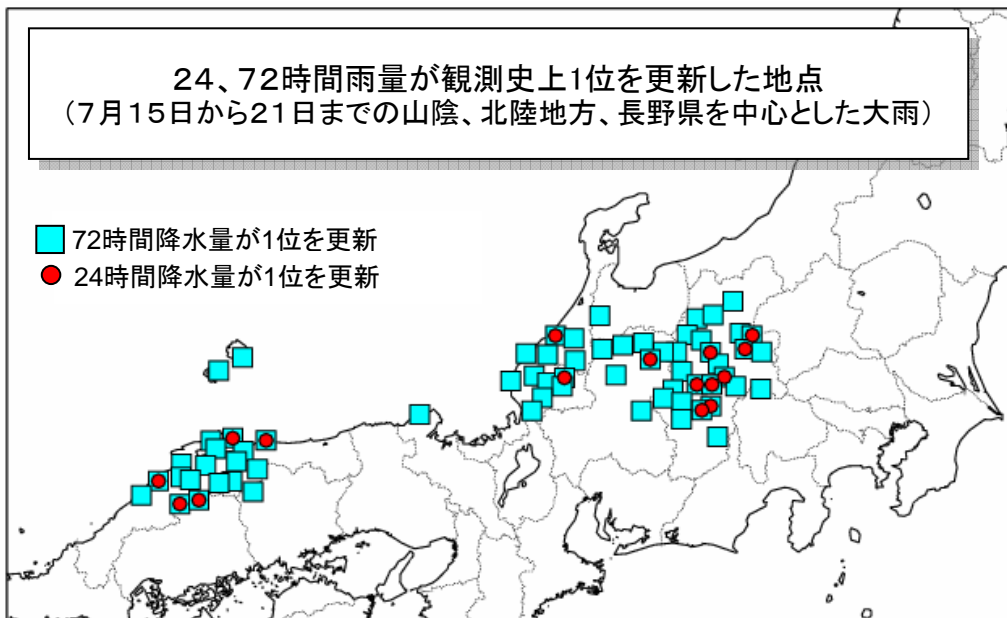 24、72時間雨量が観測史上1位を更新した地点
(7月15日から21日までの山陰、北陸地方、長野県を中心とした大雨)
72時間降水量が1位を更新
24時間降水量が1位を更新